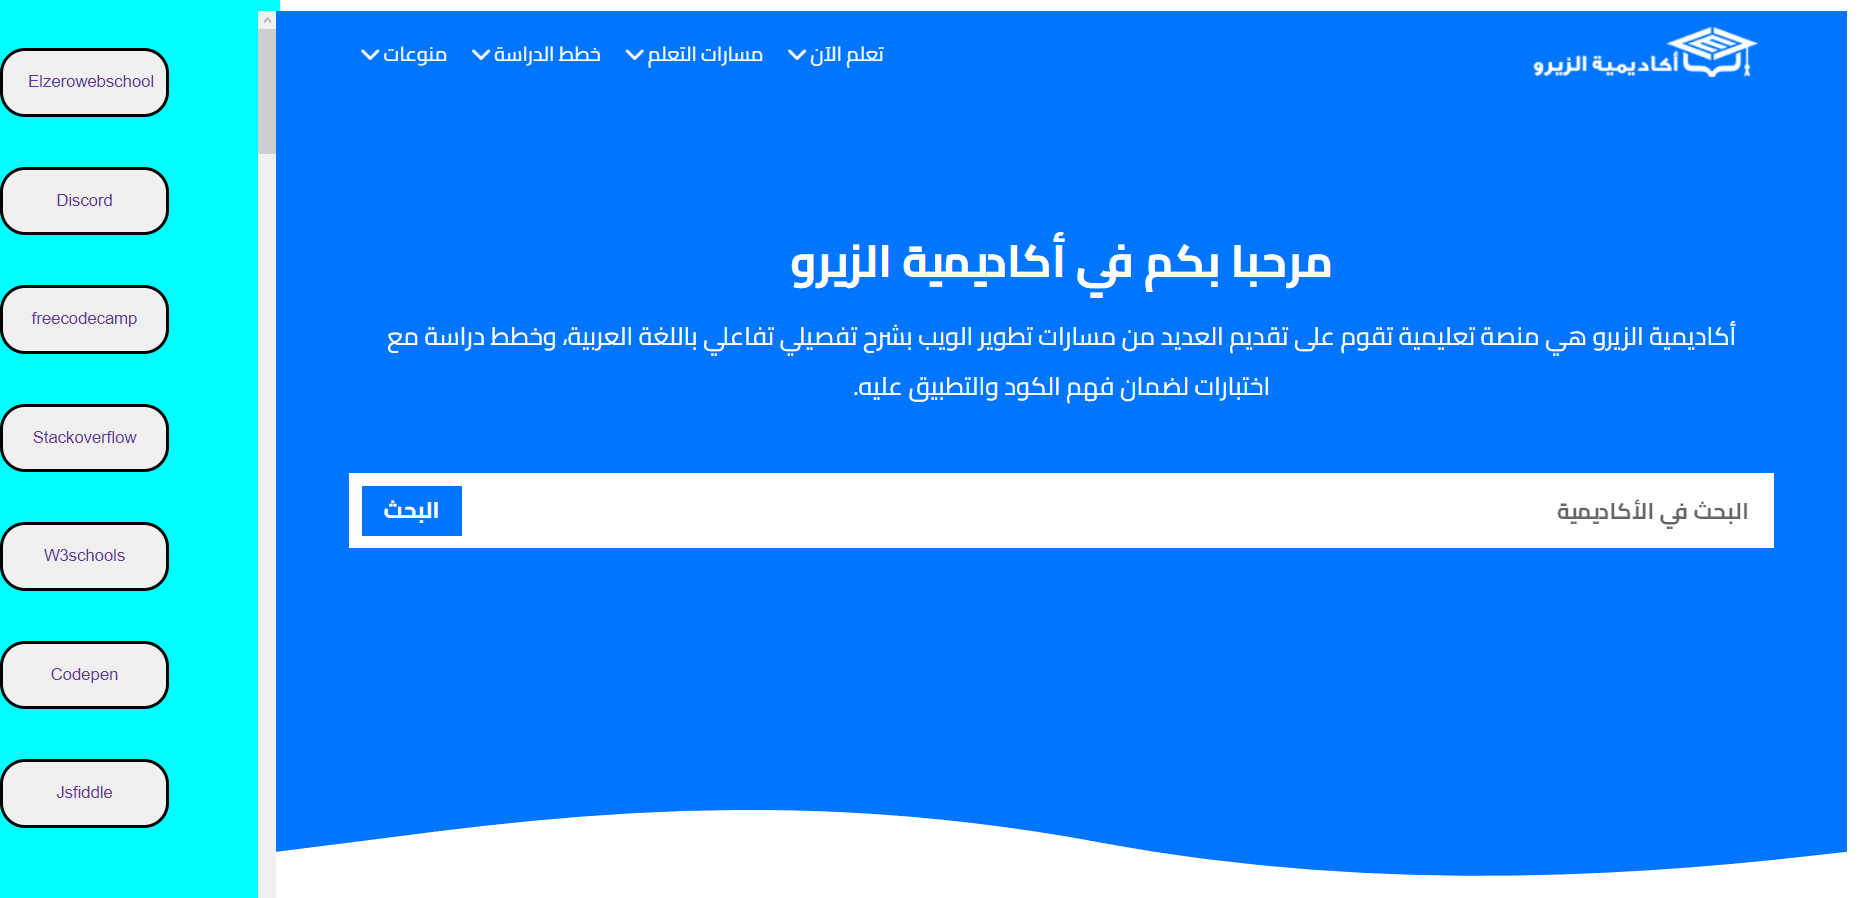 Elzerowebschool
Discord
freecodecamp
Stackoverflow
W3schools
Codepen
Jsfiddle
أكاديمية الزيرو
تعلم الآن
مسارات التعلم
خطط الدراسة
منوعات
مرحبا بكم في أكاديمية الزيرو
أكاديمية الزيرو هي منصة تعليمية تقوم على تقديم العديد من مسارات تطوير الويب بشرح تفصيلي تفاعلي باللغة العربية، وخطط دراسة مع
اختبارات لضمان فهم الكود والتطبيق عليه.
البحث في الأكاديمية
البحث